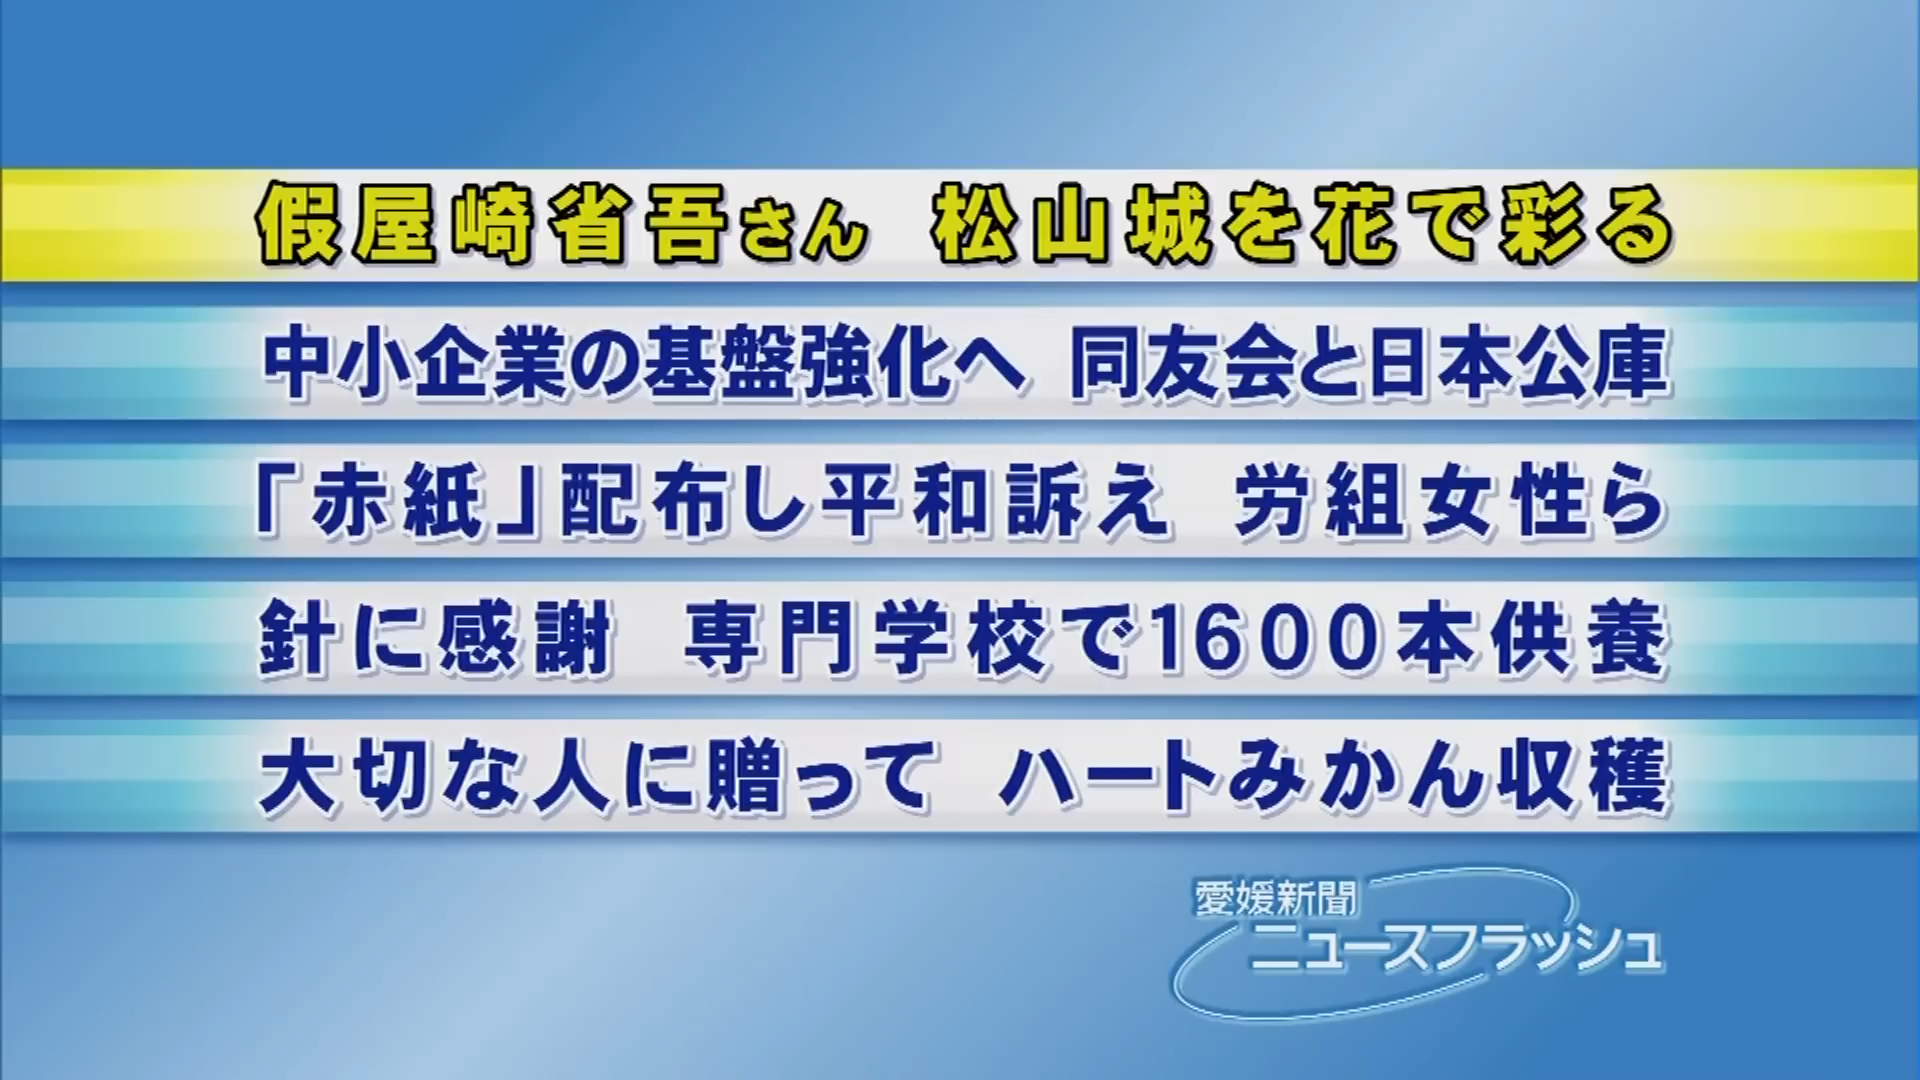 假屋崎省吾さん 松山城を花で彩る
中小企業の基盤強化へ 同友会と日本公庫
「赤紙」配布し平和訴え 労組女性ら
針に感謝 専門学校で1600本供養
大切な人に贈って ハートみかん収穫
愛媛新聞
ニュースフラッシュ